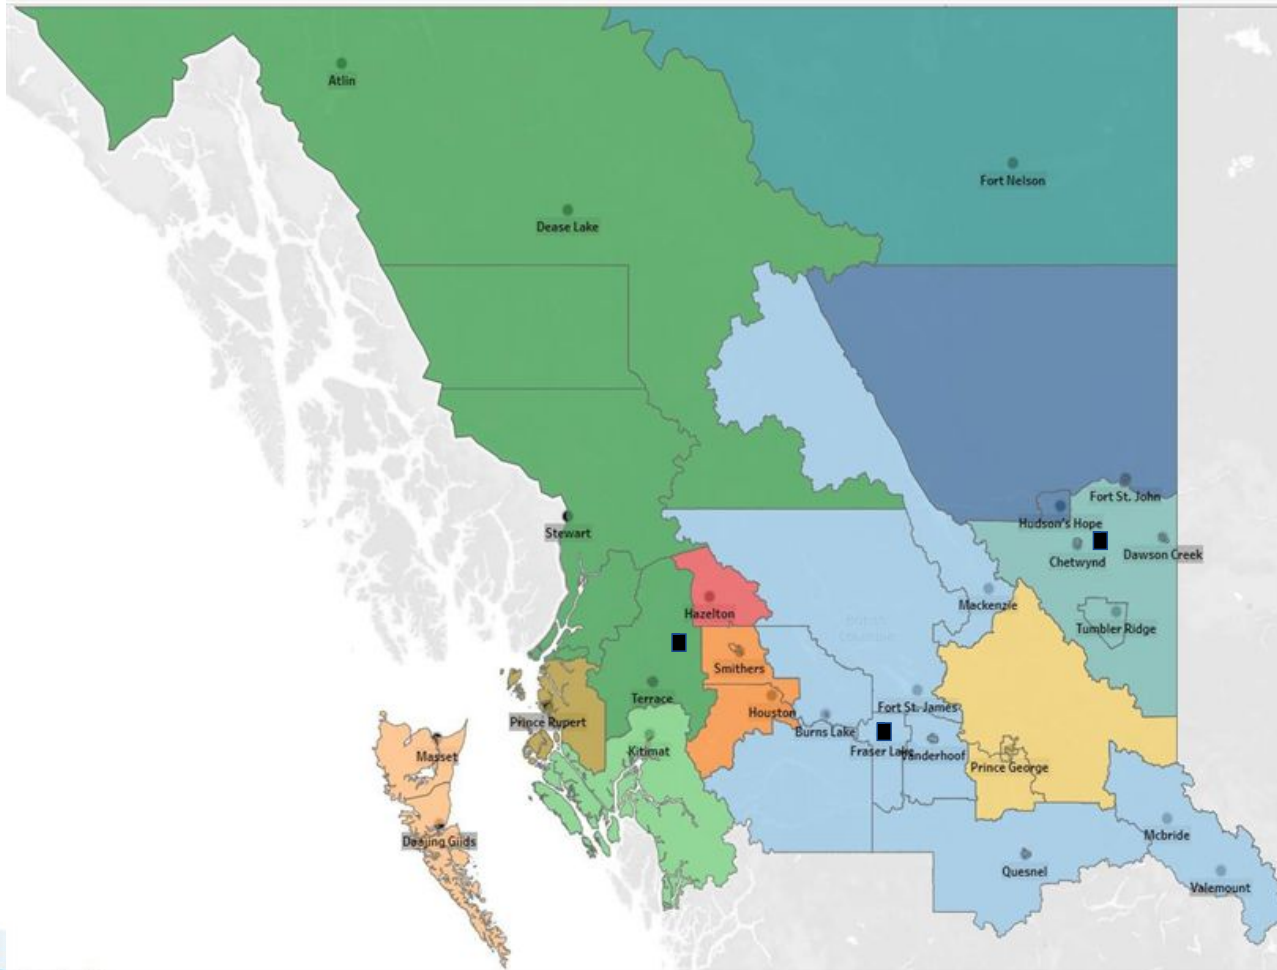 Atlin
Fort Nelson
Dease Lake
Fort St. John
Hudson's Hope
Stewart
Chetwynd
Dawson Creek
Mackenzie
Hazelton
Tumbler Ridge
Smithers
Terrace
Fort St. James
Houston
Prince Rupert
Burns Lake
Kitimat
Fraser Lake
Vanderhoof
Masset
Prince George
Mcbride
Daajing Giids
Quesnel
Valemount